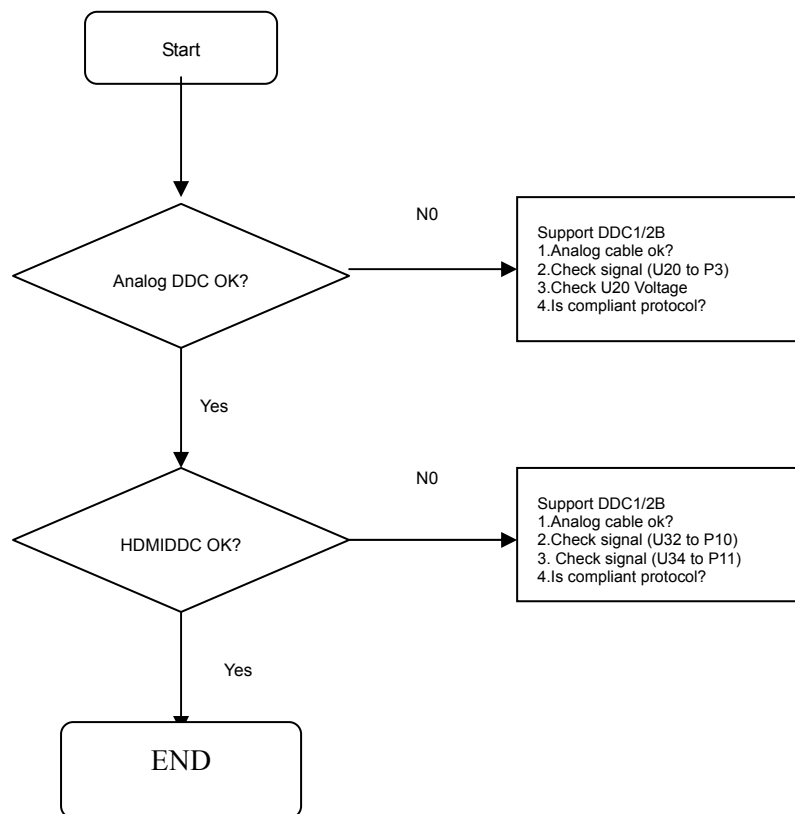 Start
N0
Support DDC1/2B
1.Analog cable ok?
2.Check signal (U20 to P3)
3.Check U20 Voltage
4.Is compliant protocol?
Analog DDC OK?
Yes
N0
Support DDC1/2B
1.Analog cable ok?
2.Check signal (U32 to P10)
3. Check signal (U34 to P11)
4.Is compliant protocol?
HDMIDDC OK?
Yes
END